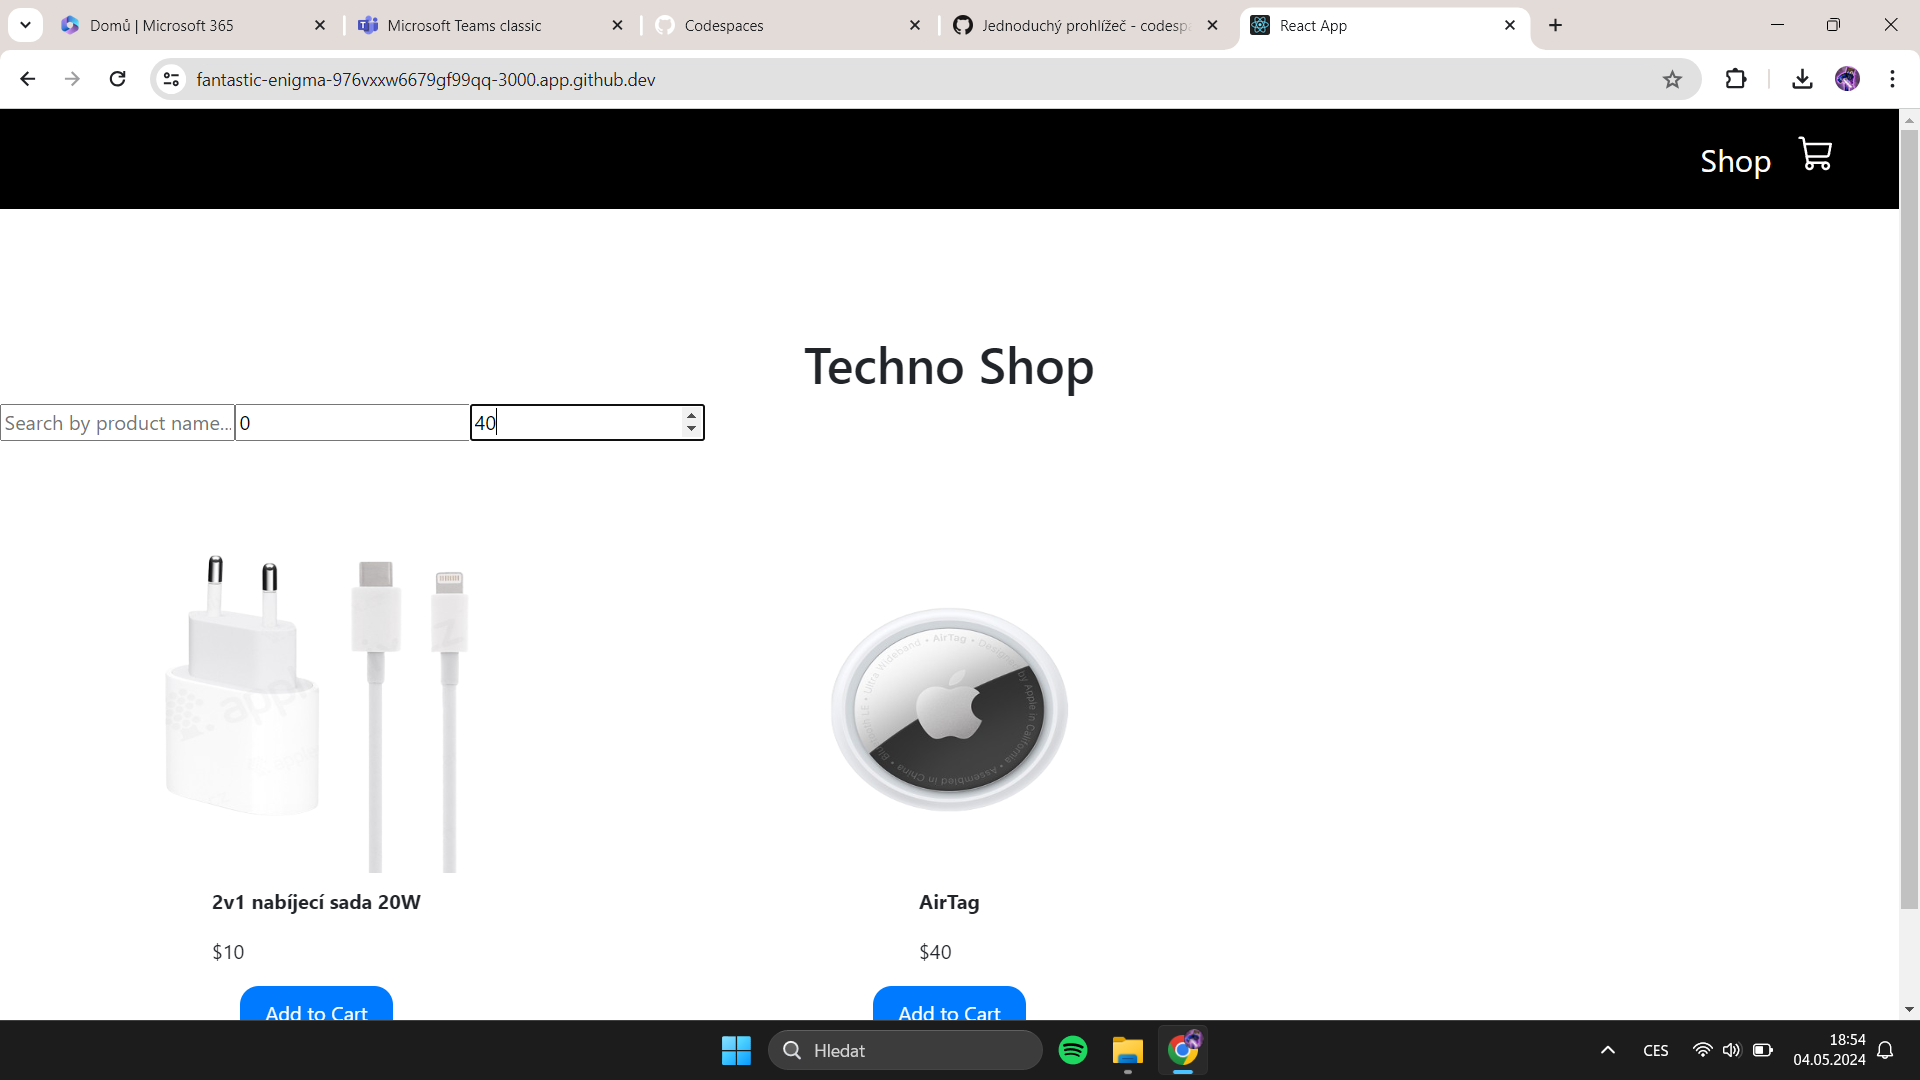 Domů | Microsoft 365
Microsoft Teams classic
Codespaces
Jednoduchý prohlížeč - codesp
React App
fantastic-enigma-976vxxw6679gf99qq-3000.app.github.dev
Shop
Techno Shop
Search by product name...
0
40
AirTag
2v1 nabíjecí sada 20W
AirTag
$10
$40
Add to Cart
Add to Cart
Hledat
CES
18:54
04.05.2024